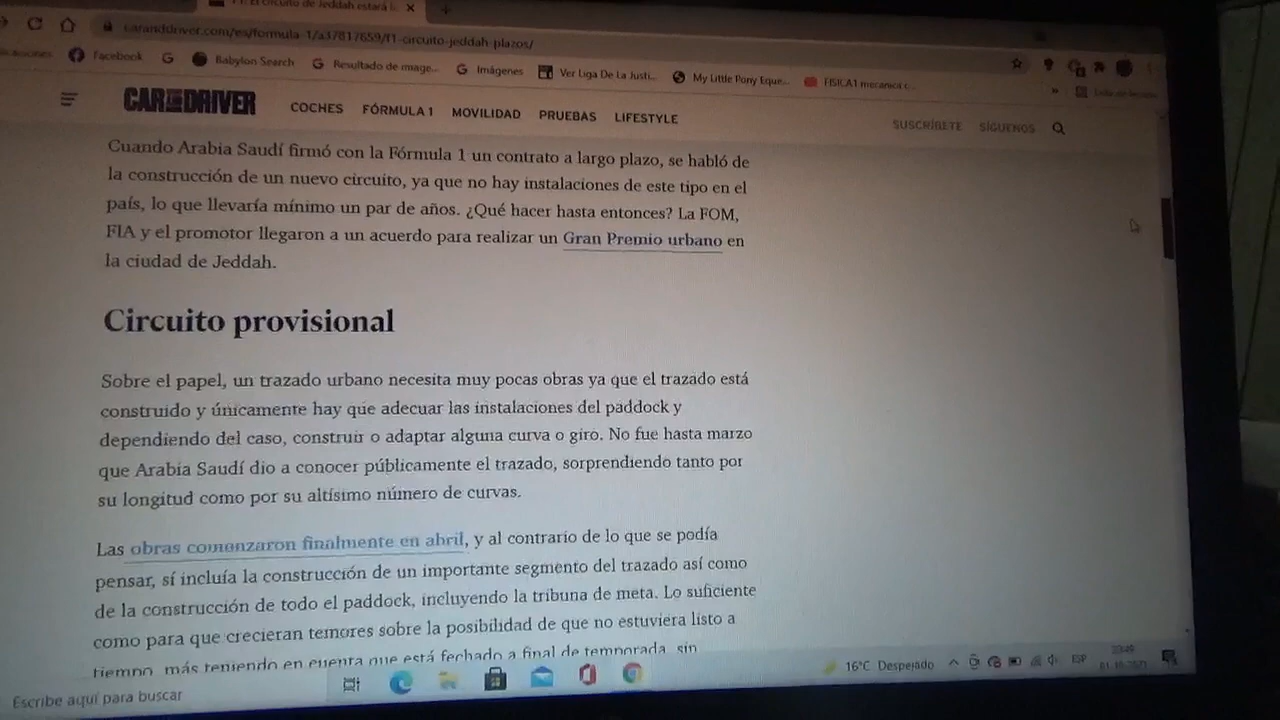 F1: El circuito de Jeddah estará l
caranddriver.com/es/formula-1/a37817659/f1-circuito-jeddah-plazos/
Facebook
Babylon Search
Resultado de image...
Imágenes
Ver Liga De La Justi...
My Little Pony Eque...
FISICA1 mecanica c...
»
CAR AND DRIVER
COCHES FÓRMULA 1 MOVILIDAD PRUEBAS LIFESTYLE
SUSCRÍBETE SÍGUENOS
Cuando Arabia Saudí firmó con la Fórmula 1 un contrato a largo plazo, se habló de
la construcción de un nuevo circuito, ya que no hay instalaciones de este tipo en el
país, lo que llevaría mínimo un par de años. ¿Qué hacer hasta entonces? La FOM,
FIA y el promotor llegaron a un acuerdo para realizar un Gran Premio urbano en
la ciudad de Jeddah.
Circuito provisional
Sobre el papel, un trazado urbano necesita muy pocas obras ya que el trazado está
construido y únicamente hay que adecuar las instalaciones del paddock y
dependiendo del caso, construir o adaptar alguna curva o giro. No fue hasta marzo
que Arabia Saudí dio a conocer públicamente el trazado, sorprendiendo tanto por
su longitud como por su altísimo número de curvas.
Las obras comenzaron finalmente en abril, y al contrario de lo que se podía
pensar, sí incluía la construcción de un importante segmento del trazado así como
de la construcción de todo el paddock, incluyendo la tribuna de meta. Lo suficiente
como para que crecieran temores sobre la posibilidad de que no estuviera listo a
tiempo, más teniendo en cuenta que está fechado a final de temporada, sin
Escribe aquí para buscar
16°C Despejado
ESP